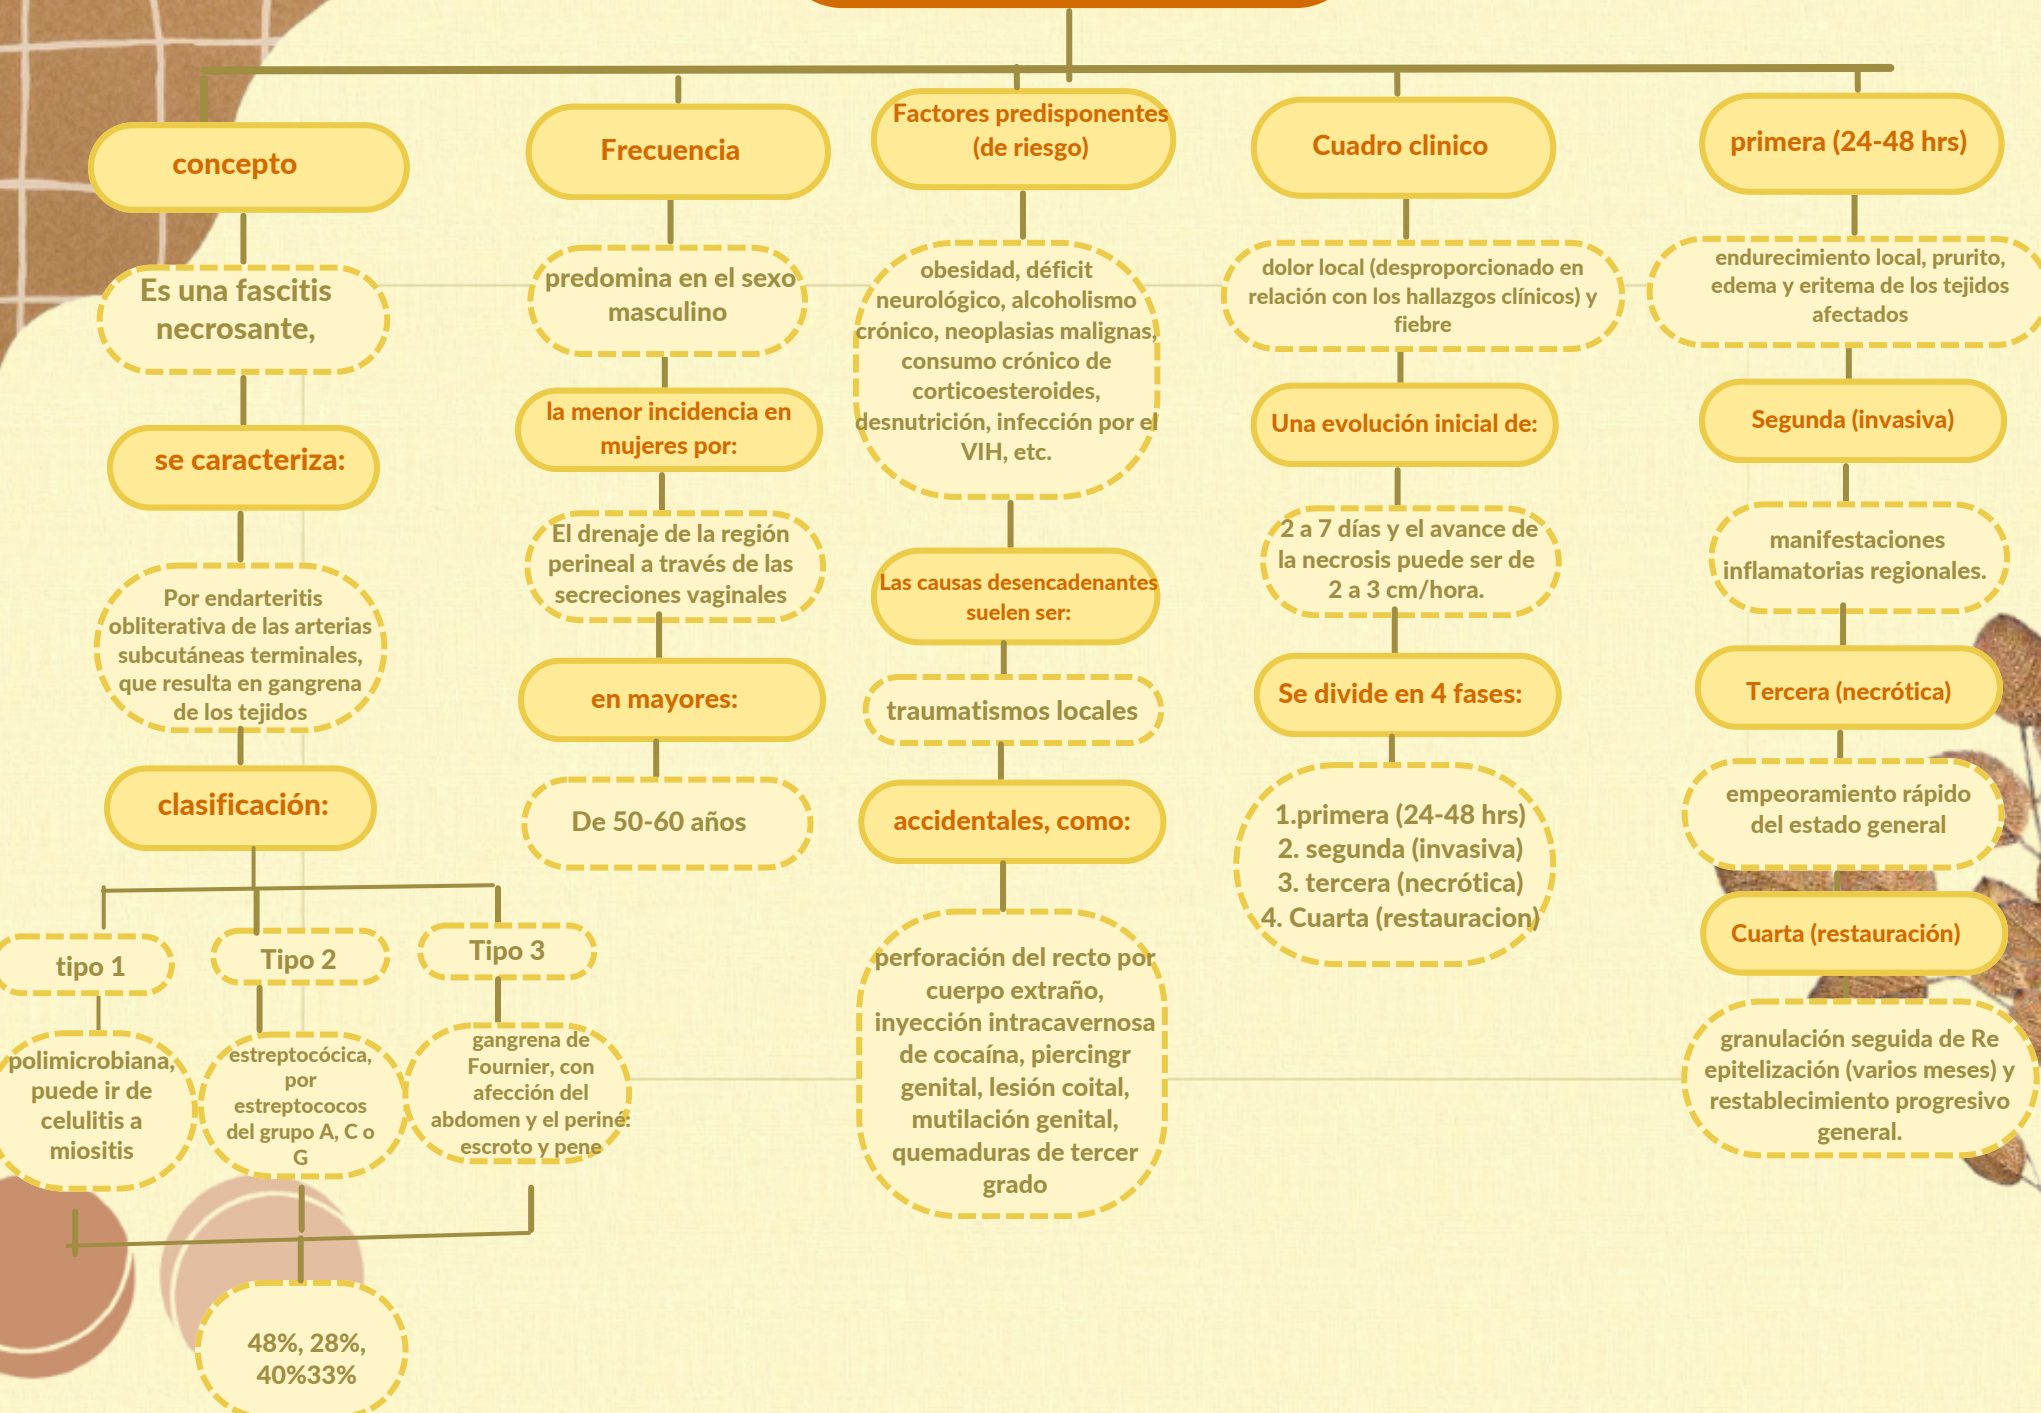 concepto
Es una fascitis
necrosante,
se caracteriza:
Por endarteritis
obliterativa de las arterias
subcutáneas terminales,
que resulta en gangrena
de los tejidos
clasificación:
tipo 1
polimicrobiana,
puede ir de
celulitis a
miositis
Tipo 2
estreptocócica,
por
estreptococos
del grupo A, C o
G
Tipo 3
gangrena de
Fournier, con
afección del
abdomen y el periné:
escroto y pene
48%, 28%,
40%33%
Frecuencia
predomina en el sexo
masculino
la menor incidencia en
mujeres por:
El drenaje de la región
perineal a través de las
secreciones vaginales
en mayores:
De 50-60 años
Factores predisponentes
(de riesgo)
obesidad, déficit
neurológico, alcoholismo
crónico, neoplasias malignas,
consumo crónico de
corticoesteroides,
desnutrición, infección por el
VIH, etc.
Las causas desencadenantes
suelen ser:
traumatismos locales
accidentales, como:
perforación del recto por
cuerpo extraño,
inyección intracavernosa
de cocaína, piercingr
genital, lesión coital,
mutilación genital,
quemaduras de tercer
grado
Cuadro clinico
dolor local (desproporcionado en
relación con los hallazgos clínicos) y
fiebre
Una evolución inicial de:
2 a 7 días y el avance de
la necrosis puede ser de
2 a 3 cm/hora.
Se divide en 4 fases:
1.primera (24-48 hrs)
2. segunda (invasiva)
3. tercera (necrótica)
4. Cuarta (restauracion)
primera (24-48 hrs)
endurecimiento local, prurito,
edema y eritema de los tejidos
afectados
Segunda (invasiva)
manifestaciones
inflamatorias regionales.
Tercera (necrótica)
empeoramiento rápido
del estado general
Cuarta (restauración)
granulación seguida de Re
epitelización (varios meses) y
restablecimiento progresivo
general.